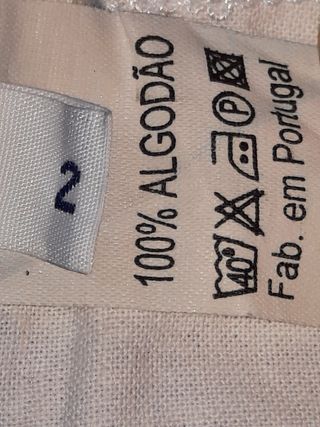 2
100% ALGODÃO
40° P
Fab. em Portugal